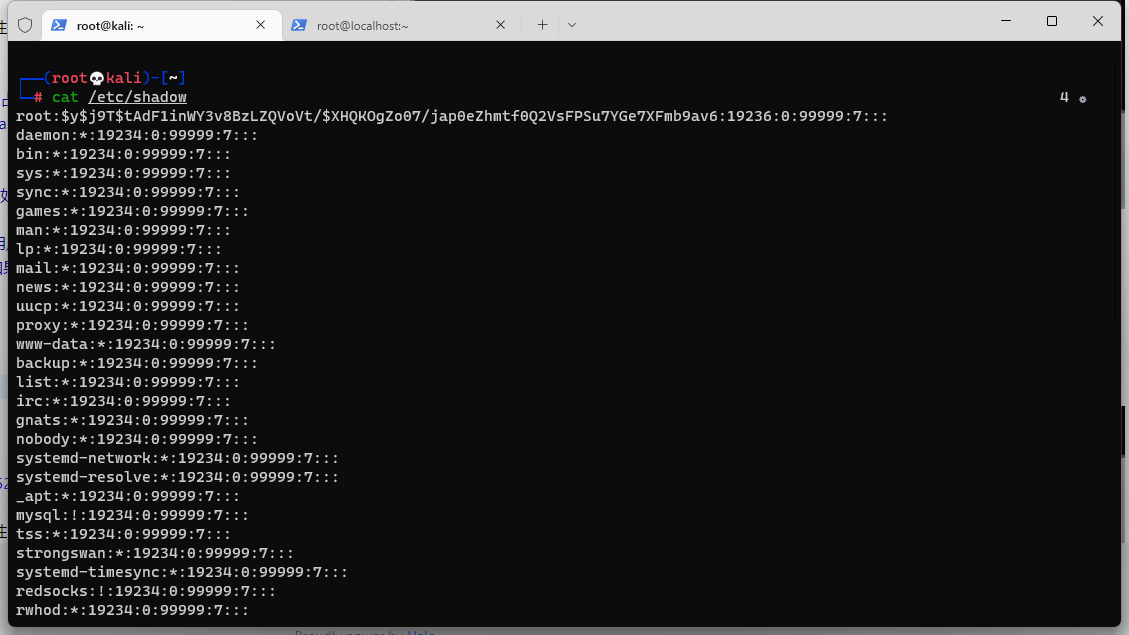 root@kali: ~
root@localhost:~
(root💀kali)-[~]
# cat /etc/shadow
4
root:$y$j9T$tAdF1inWY3v8BzLZQVoVt/$XHQKOgZo07/jap0eZhmtf0Q2VsFPSu7YGe7XFmb9av6:19236:0:99999:7:::
daemon:*:19234:0:99999:7:::
bin:*:19234:0:99999:7:::
sys:*:19234:0:99999:7:::
sync:*:19234:0:99999:7:::
games:*:19234:0:99999:7:::
man:*:19234:0:99999:7:::
lp:*:19234:0:99999:7:::
mail:*:19234:0:99999:7:::
news:*:19234:0:99999:7:::
uucp:*:19234:0:99999:7:::
proxy:*:19234:0:99999:7:::
www-data:*:19234:0:99999:7:::
backup:*:19234:0:99999:7:::
list:*:19234:0:99999:7:::
irc:*:19234:0:99999:7:::
gnats:*:19234:0:99999:7:::
nobody:*:19234:0:99999:7:::
systemd-network:*:19234:0:99999:7:::
systemd-resolve:*:19234:0:99999:7:::
_apt:*:19234:0:99999:7:::
mysql:!:19234:0:99999:7:::
tss:*:19234:0:99999:7:::
strongswan:*:19234:0:99999:7:::
systemd-timesync:*:19234:0:99999:7:::
redsocks:!:19234:0:99999:7:::
rwhod:*:19234:0:99999:7:::